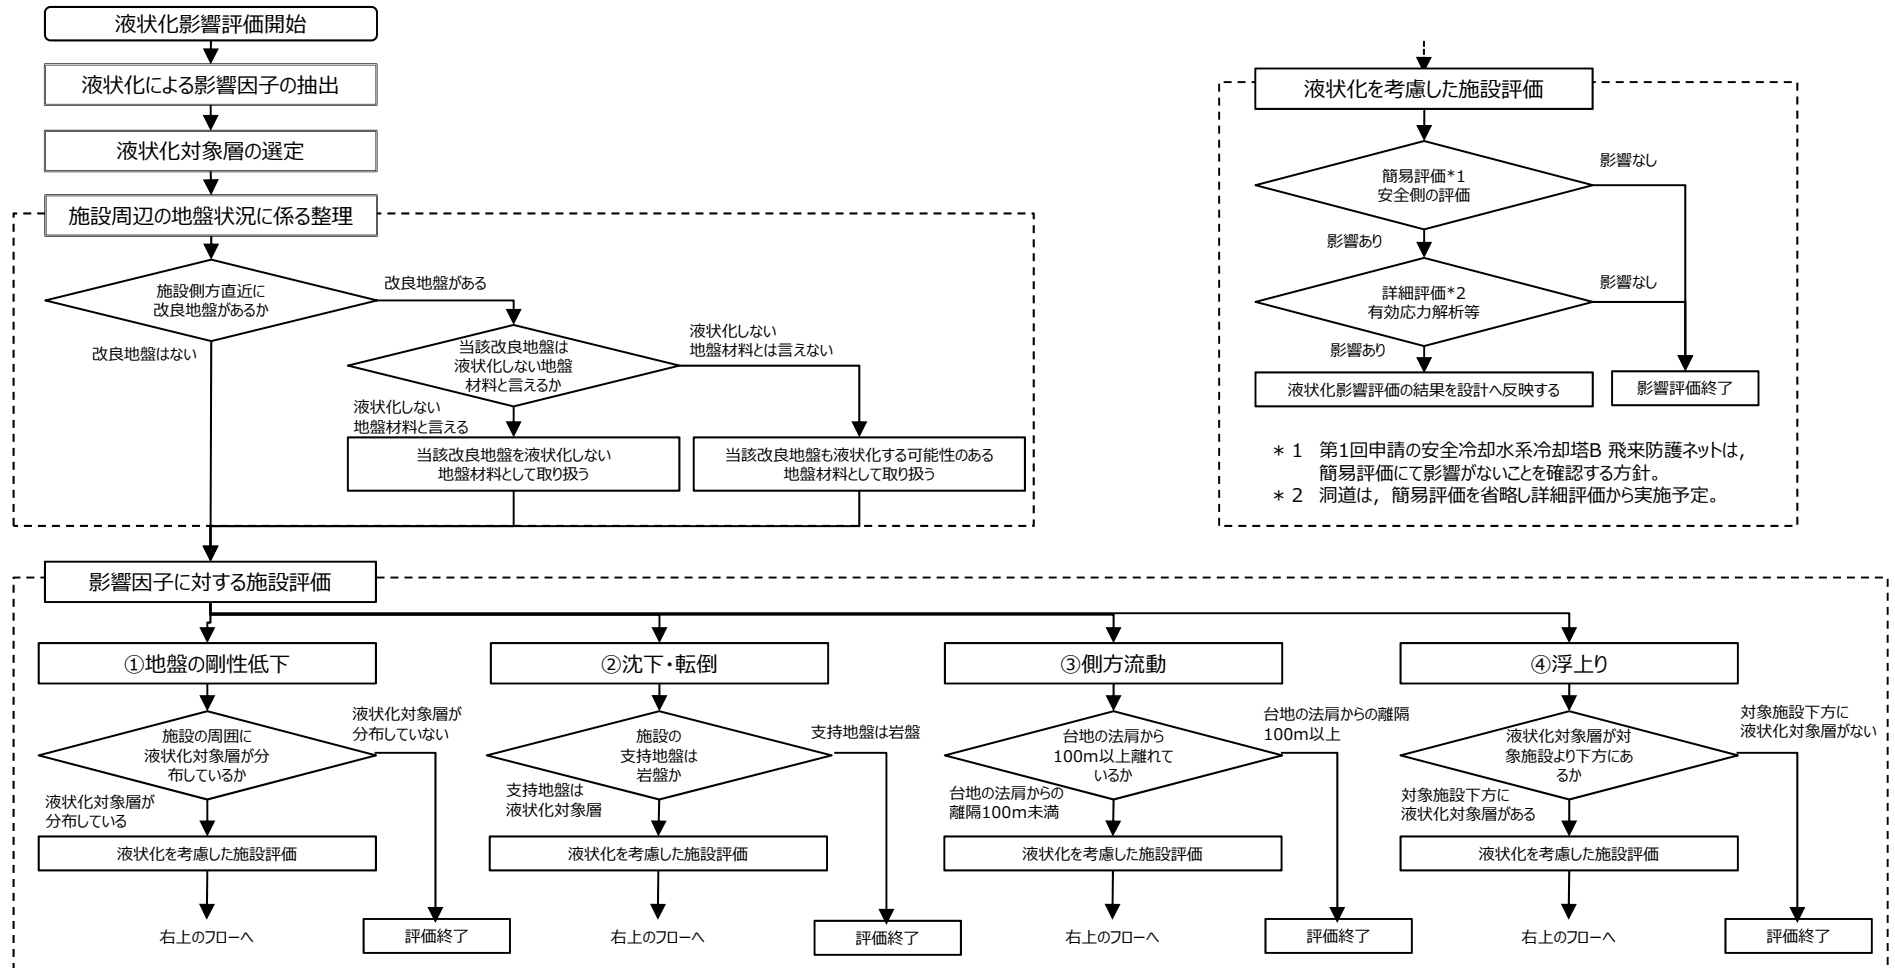 液状化影響評価開始
液状化による影響因子の抽出
液状化対象層の選定
施設周辺の地盤状況に係る整理
施設側方直近に
改良地盤があるか
改良地盤がある
改良地盤はない
当該改良地盤は
液状化しない地盤
材料と言えるか
液状化しない
地盤材料とは言えない
液状化しない
地盤材料と言える
当該改良地盤を液状化しない
地盤材料として取り扱う
当該改良地盤も液状化する可能性のある
地盤材料として取り扱う
液状化を考慮した施設評価
簡易評価*1
安全側の評価
影響なし
影響あり
詳細評価*2
有効応力解析等
影響なし
影響あり
液状化影響評価の結果を設計へ反映する
影響評価終了
* 1 第1回申請の安全冷却水系冷却塔B 飛来防護ネットは,
簡易評価にて影響がないことを確認する方針。
* 2 洞道は, 簡易評価を省略し詳細評価から実施予定。
影響因子に対する施設評価
①地盤の剛性低下
施設の周囲に
液状化対象層が分
布しているか
液状化対象層が
分布していない
液状化対象層が
分布している
液状化を考慮した施設評価
右上のフローへ
評価終了
②沈下・転倒
施設の
支持地盤は
岩盤か
支持地盤は岩盤
支持地盤は
液状化対象層
液状化を考慮した施設評価
右上のフローへ
評価終了
③側方流動
台地の法肩から
100m以上離れて
いるか
台地の法肩からの離隔
100m以上
台地の法肩からの
離隔100m未満
液状化を考慮した施設評価
右上のフローへ
評価終了
④浮上り
液状化対象層が対
象施設より下方にあ
るか
対象施設下方に
液状化対象層がない
対象施設下方に
液状化対象層がある
液状化を考慮した施設評価
右上のフローへ
評価終了